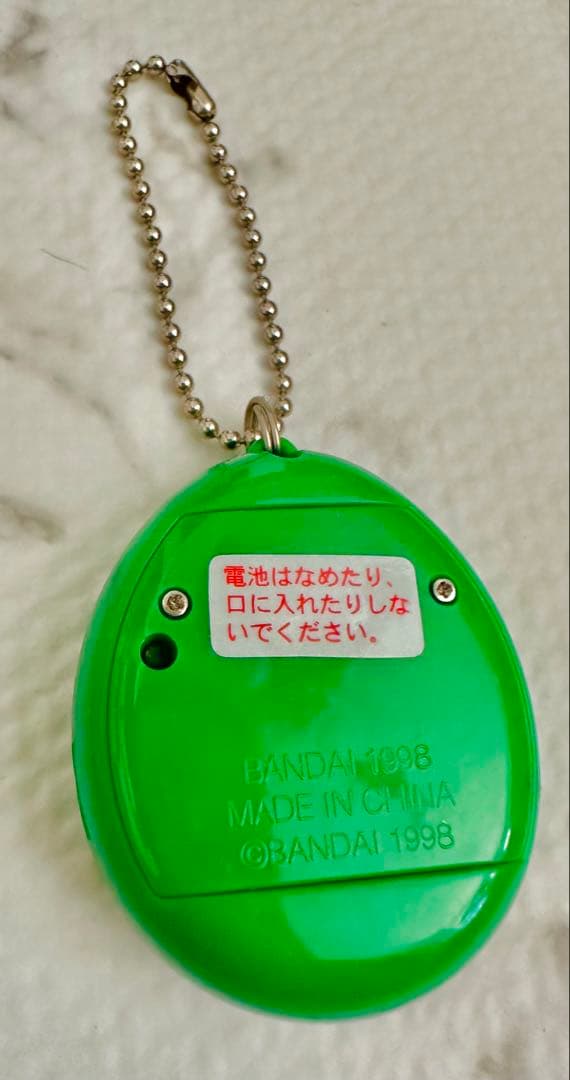 電池はなめたり、
口に入れたりしな
いでください。
BANDAI 1998
MADE IN CHINA
©BANDAI 1998